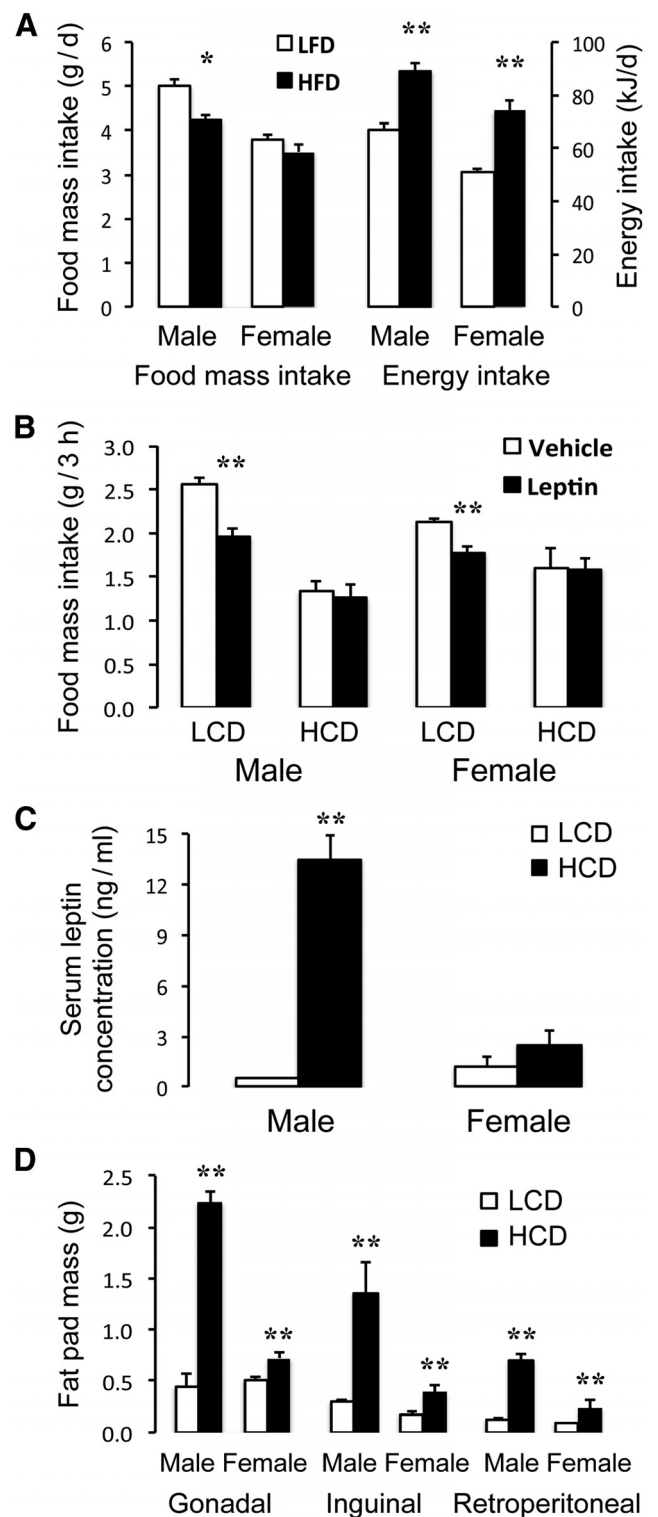 A
Food mass intake (g/d)
6
5
4
3
2
1
0
LFD
HFD
*
**
**
100
80
60
40
20
0
Energy intake (kJ/d)
Male Female Male Female
Food mass intake Energy intake
B
Food mass intake (g/3 h)
3.0
2.5
2.0
1.5
1.0
0.5
0.0
**
**
Vehicle
Leptin
LCD HCD LCD HCD
Male Female
C
Serum leptin
concentration (ng/ml)
15
12
9
6
3
0
**
LCD
HCD
Male Female
D
Fat pad mass (g)
2.5
2.0
1.5
1.0
0.5
0.0
**
**
**
**
**
**
LCD
HCD
Male Female Male Female Male Female
Gonadal Inguinal Retroperitoneal